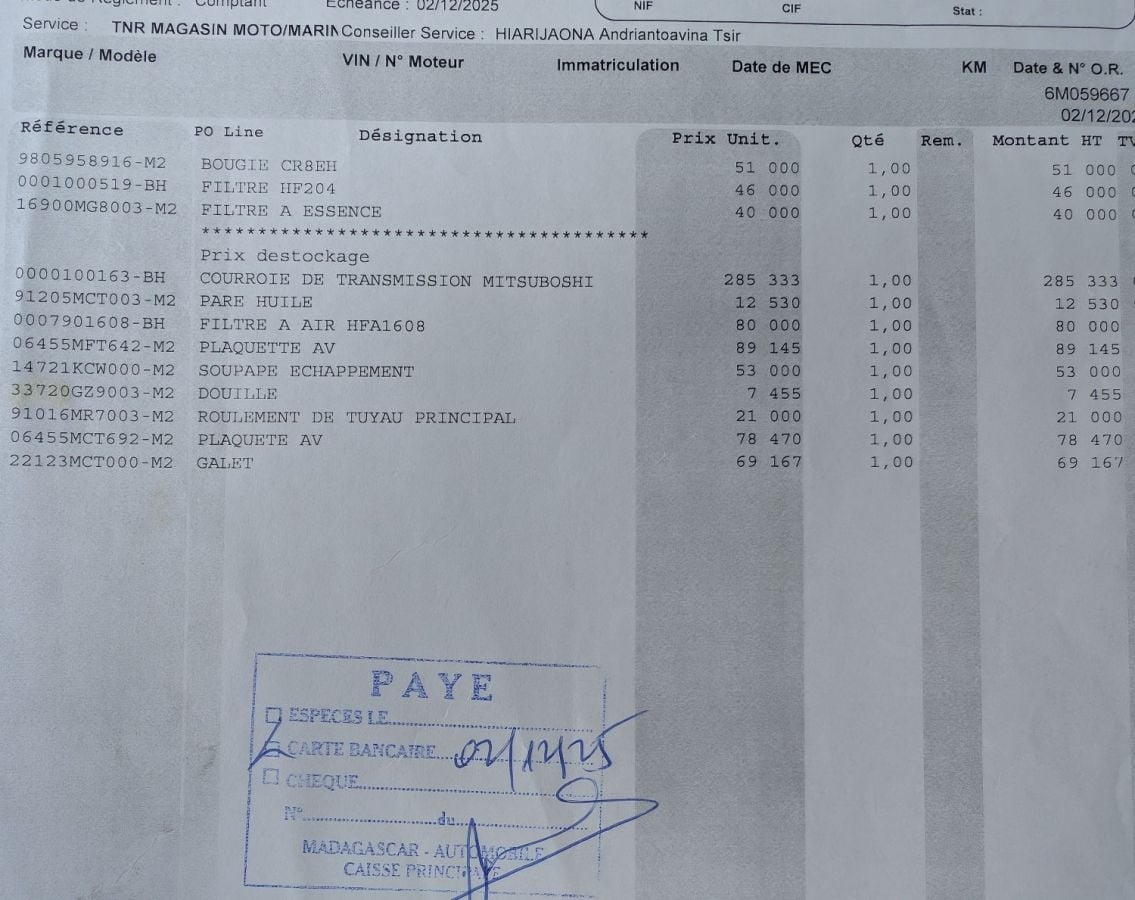 Mode de Règlement : Comptant Echéance : 02/12/2025 NIF CIF Stat :
Service : TNR MAGASIN MOTO/MARIN Conseiller Service : HIARIJAONA Andriantoavina Tsir
Marque / Modèle VIN / N° Moteur Immatriculation Date de MEC KM Date & N° O.R.
6M059667
02/12/202
Référence PO Line Désignation Prix Unit. Qté Rem. Montant HT TV
9805958916-M2 BOUGIE CR8EH 51 000 1,00 51 000
0001000519-BH FILTRE HF204 46 000 1,00 46 000
16900MG8003-M2 FILTRE A ESSENCE 40 000 1,00 40 000
****************************************
Prix destockage
0000100163-BH COURROIE DE TRANSMISSION MITSUBOSHI 285 333 1,00 285 333
91205MCT003-M2 PARE HUILE 12 530 1,00 12 530
0007901608-BH FILTRE A AIR HFA1608 80 000 1,00 80 000
06455MFT642-M2 PLAQUETTE AV 89 145 1,00 89 145
14721KCW000-M2 SOUPAPE ECHAPPEMENT 53 000 1,00 53 000
33720GZ9003-M2 DOUILLE 7 455 1,00 7 455
91016MR7003-M2 ROULEMENT DE TUYAU PRINCIPAL 21 000 1,00 21 000
06455MCT692-M2 PLAQUETE AV 78 470 1,00 78 470
22123MCT000-M2 GALET 69 167 1,00 69 167
PAYE
ESPECES LE
CARTE BANCAIRE 02/12/25
CHEQUE
N° du
MADAGASCAR - AUTOMOBILE
CAISSE PRINCIPALE